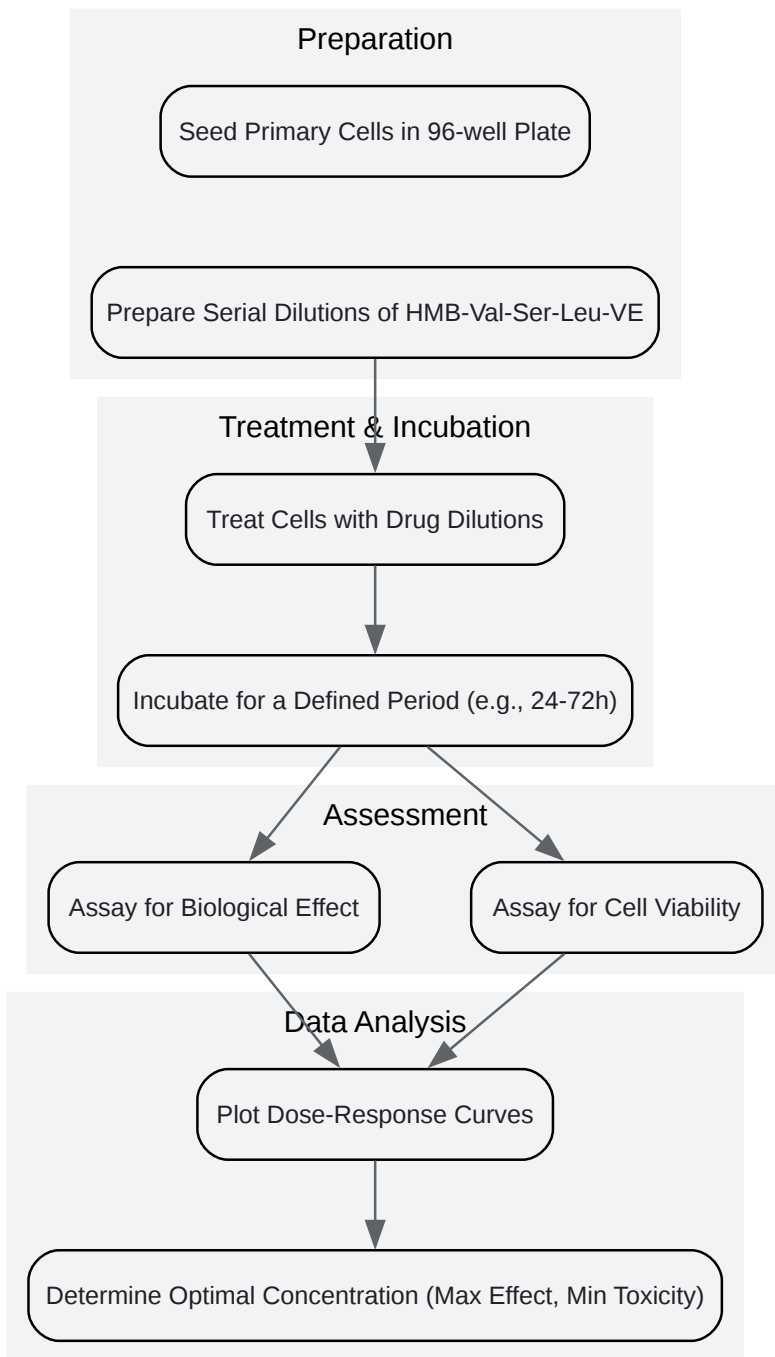 Preparation
Seed Primary Cells in 96-well Plate
Prepare Serial Dilutions of HMB-Val-Ser-Leu-VE
Treatment & Incubation
Treat Cells with Drug Dilutions
Incubate for a Defined Period (e.g., 24-72h)
Assessment
Assay for Biological Effect
Assay for Cell Viability
Data Analysis
Plot Dose-Response Curves
Determine Optimal Concentration (Max Effect, Min Toxicity)